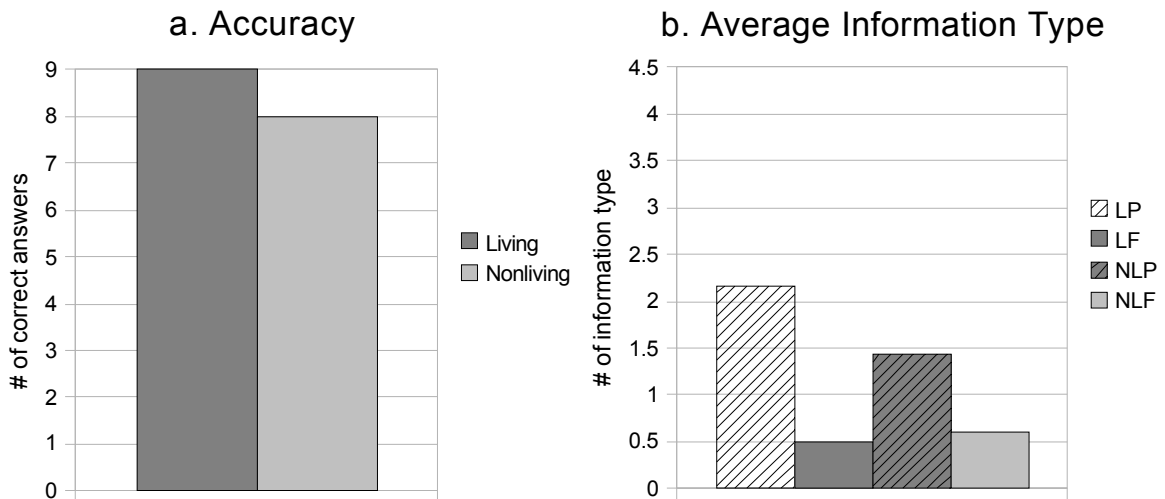 a. Accuracy
9
8
7
6
5
4
3
2
1
0
# of correct answers
Living
Nonliving
b. Average Information Type
4.5
4
3.5
3
2.5
2
1.5
1
0.5
0
# of information type
LP
LF
NLP
NLF